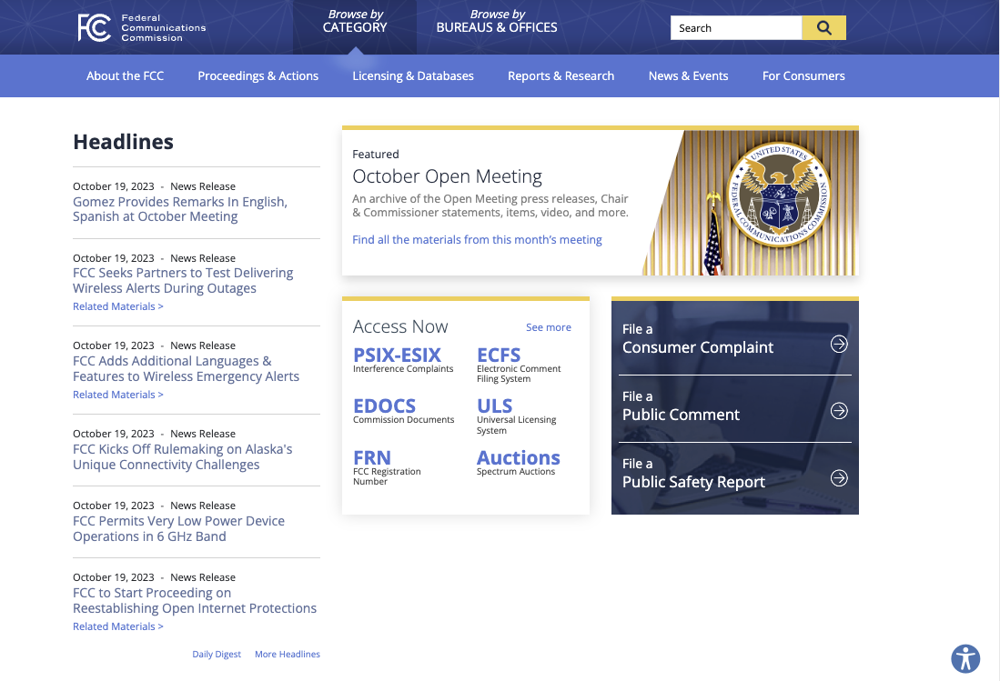 Federal
Communications
Commission
FCC
Browse by
CATEGORY
Browse by
BUREAUS & OFFICES
Search
About the FCC
Proceedings & Actions
Licensing & Databases
Reports & Research
News & Events
For Consumers
Headlines
October 19, 2023 - News Release
Gomez Provides Remarks In English,
Spanish at October Meeting
October 19, 2023 - News Release
FCC Seeks Partners to Test Delivering
Wireless Alerts During Outages
Related Materials >
October 19, 2023 - News Release
FCC Adds Additional Languages &
Features to Wireless Emergency Alerts
Related Materials >
October 19, 2023 - News Release
FCC Kicks Off Rulemaking on Alaska's
Unique Connectivity Challenges
October 19, 2023 - News Release
FCC Permits Very Low Power Device
Operations in 6 GHz Band
October 19, 2023 - News Release
FCC to Start Proceeding on
Reestablishing Open Internet Protections
Related Materials >
Daily Digest
More Headlines
Featured
October Open Meeting
An archive of the Open Meeting press releases, Chair
& Commissioner statements, items, video, and more.
Find all the materials from this month’s meeting
UNITED STATES
FEDERAL COMMUNICATIONS COMMISSION
Access Now
See more
PSIX-ESIX
Interference Complaints
ECFS
Electronic Comment
Filing System
EDOCS
Commission Documents
ULS
Universal Licensing
System
FRN
FCC Registration
Number
Auctions
Spectrum Auctions
File a
Consumer Complaint
File a
Public Comment
File a
Public Safety Report